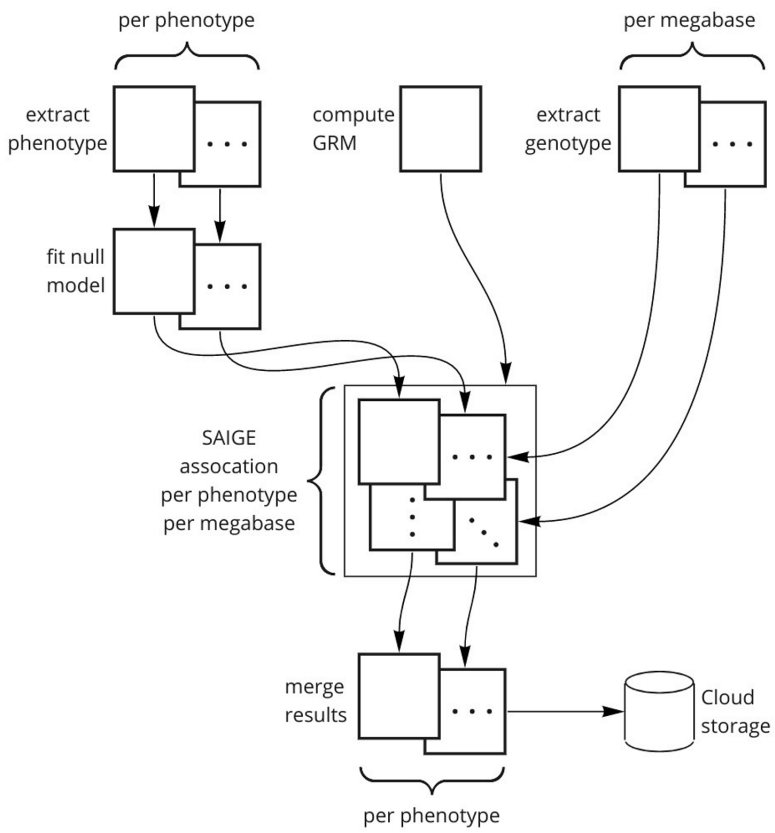 per phenotype
per megabase
extract
phenotype
compute
GRM
extract
genotype
fit null
model
SAIGE
assocation
per phenotype
per megabase
merge
results
Cloud
storage
per phenotype